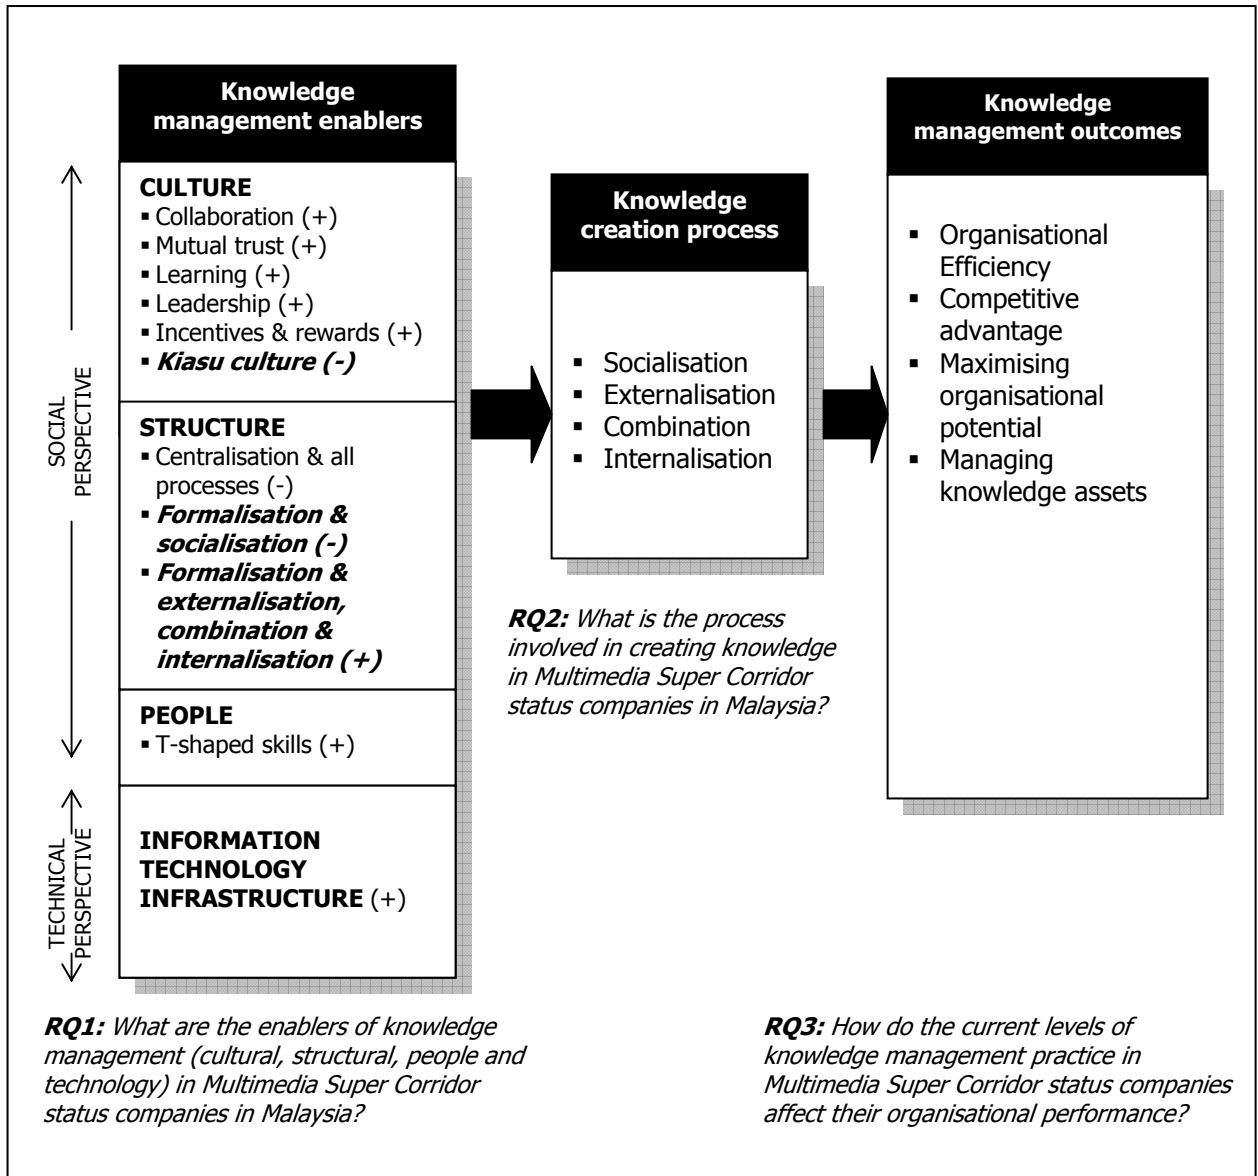 Knowledge
management enablers
SOCIAL
PERSPECTIVE
CULTURE
▪ Collaboration (+)
▪ Mutual trust (+)
▪ Learning (+)
▪ Leadership (+)
▪ Incentives & rewards (+)
▪ Kiasu culture (-)
STRUCTURE
▪ Centralisation & all
processes (-)
▪ Formalisation &
socialisation (-)
▪ Formalisation &
externalisation,
combination &
internalisation (+)
PEOPLE
▪ T-shaped skills (+)
TECHNICAL
PERSPECTIVE
INFORMATION
TECHNOLOGY
INFRASTRUCTURE (+)
RQ1: What are the enablers of knowledge
management (cultural, structural, people and
technology) in Multimedia Super Corridor
status companies in Malaysia?
Knowledge
creation process
▪ Socialisation
▪ Externalisation
▪ Combination
▪ Internalisation
RQ2: What is the process
involved in creating knowledge
in Multimedia Super Corridor
status companies in Malaysia?
Knowledge
management outcomes
▪ Organisational
Efficiency
▪ Competitive
advantage
▪ Maximising
organisational
potential
▪ Managing
knowledge assets
RQ3: How do the current levels of
knowledge management practice in
Multimedia Super Corridor status companies
affect their organisational performance?